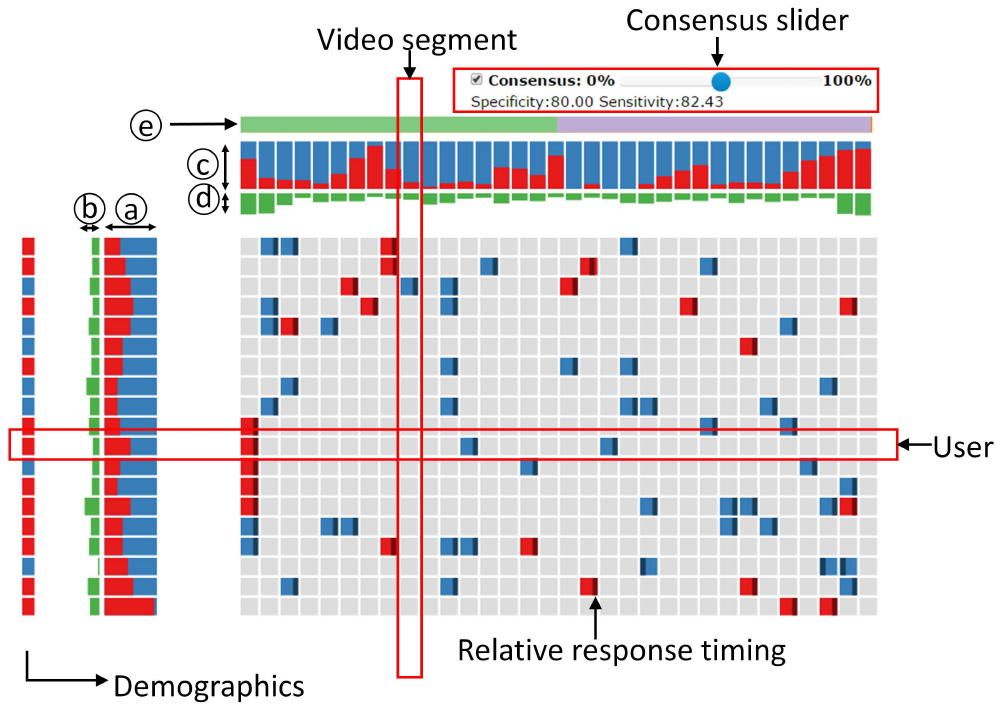 Consensus slider
Video segment
Consensus: 0% 100%
Specificity:80.00 Sensitivity:82.43
e
c
d
b a
User
Relative response timing
Demographics